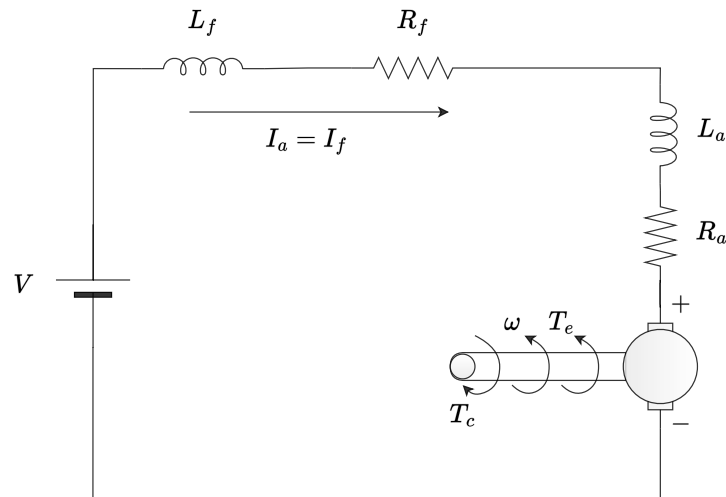 L_f R_f
I_a = I_f
L_a
R_a
V
+
ω T_e
T_c
−